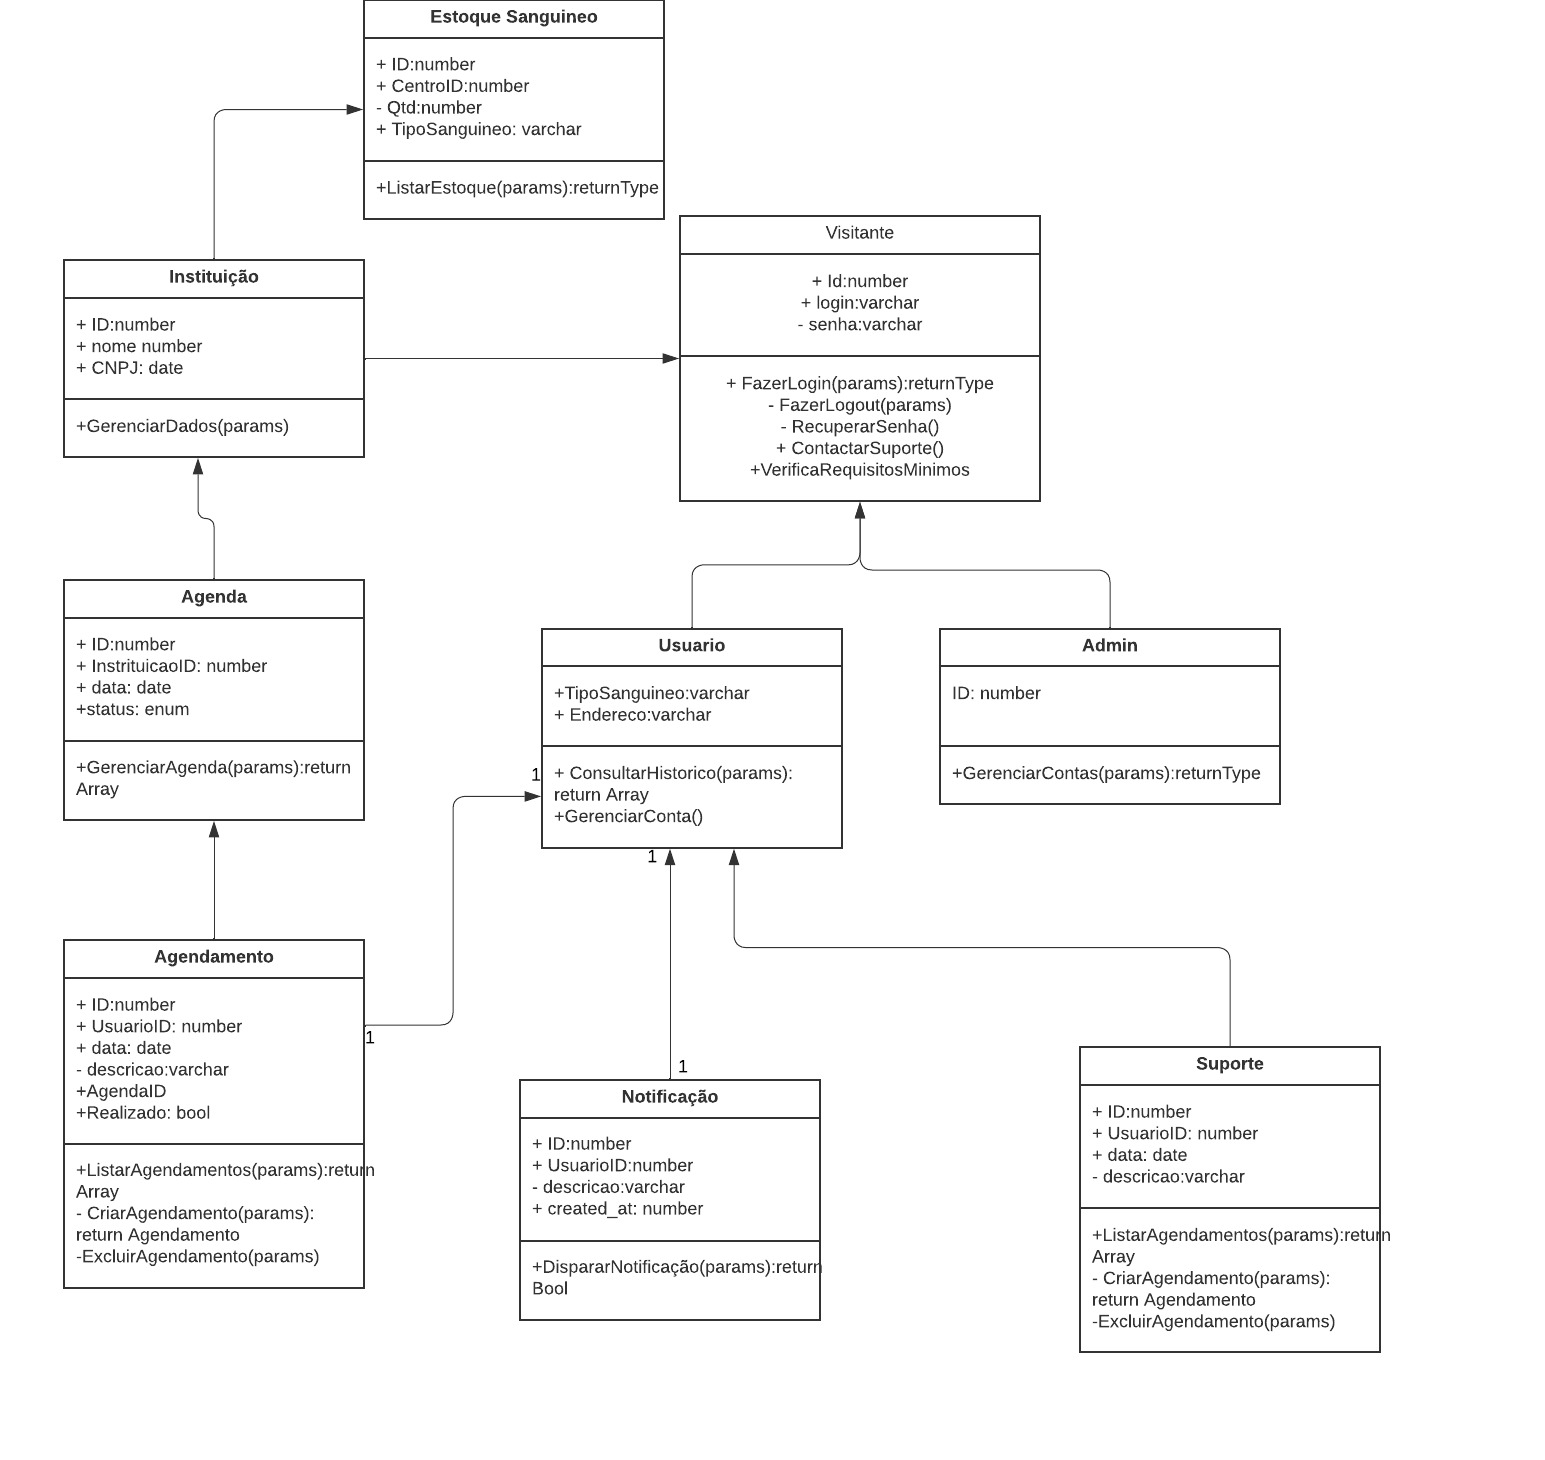 Estoque Sanguineo
+ ID:number
+ CentroID:number
- Qtd:number
+ TipoSanguineo: varchar
+ListarEstoque(params):returnType
Visitante
+ Id:number
+ login:varchar
- senha:varchar
+ FazerLogin(params):returnType
- FazerLogout(params)
- RecuperarSenha()
+ ContactarSuporte()
+VerificaRequisitosMinimos
Instituição
+ ID:number
+ nome number
+ CNPJ: date
+GerenciarDados(params)
Agenda
+ ID:number
+ InstrituicaoID: number
+ data: date
+status: enum
+GerenciarAgenda(params):return
Array
Usuario
+TipoSanguineo:varchar
+ Endereco:varchar
+ ConsultarHistorico(params):
return Array
+GerenciarConta()
1
1
Admin
ID: number
+GerenciarContas(params):returnType
Agendamento
+ ID:number
+ UsuarioID: number
+ data: date
- descricao:varchar
+AgendaID
+Realizado: bool
+ListarAgendamentos(params):return
Array
- CriarAgendamento(params):
return Agendamento
-ExcluirAgendamento(params)
1
1
Notificação
+ ID:number
+ UsuarioID:number
- descricao:varchar
+ created_at: number
+DispararNotificação(params):return
Bool
Suporte
+ ID:number
+ UsuarioID: number
+ data: date
- descricao:varchar
+ListarAgendamentos(params):return
Array
- CriarAgendamento(params):
return Agendamento
-ExcluirAgendamento(params)